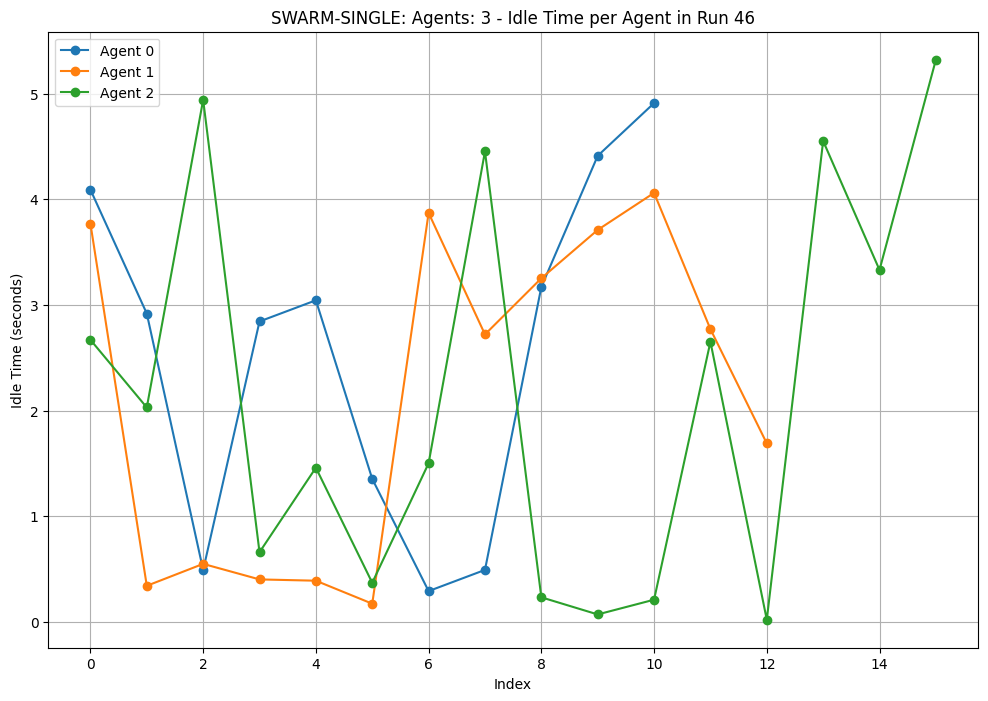 SWARM-SINGLE: Agents: 3 - Idle Time per Agent in Run 46
Agent 0
Agent 1
Agent 2
Idle Time (seconds)
5
4
3
2
1
0
0 2 4 6 8 10 12 14
Index